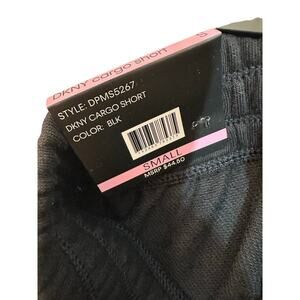 DKNY cargo short S
STYLE: DPMS5267
DKNY CARGO SHORT
COLOR: BLK
SMALL
MSRP $44.50